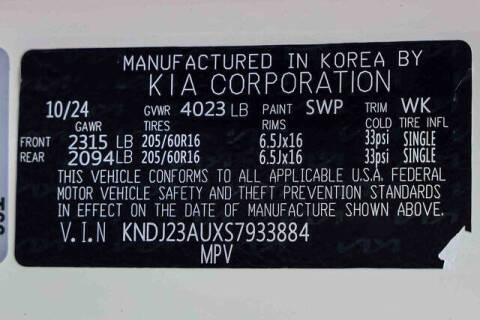 MANUFACTURED IN KOREA BY
KIA CORPORATION
10/24 GVWR 4023 LB PAINT SWP TRIM WK
GAWR TIRES RIMS COLD TIRE INFL
FRONT 2315 LB 205/60R16 6.5Jx16 33psi SINGLE
REAR 2094LB 205/60R16 6.5Jx16 33psi SINGLE
THIS VEHICLE CONFORMS TO ALL APPLICABLE U.S.A. FEDERAL
MOTOR VEHICLE SAFETY AND THEFT PREVENTION STANDARDS
IN EFFECT ON THE DATE OF MANUFACTURE SHOWN ABOVE.
V.I.N KNDJ23AUXS7933884
MPV